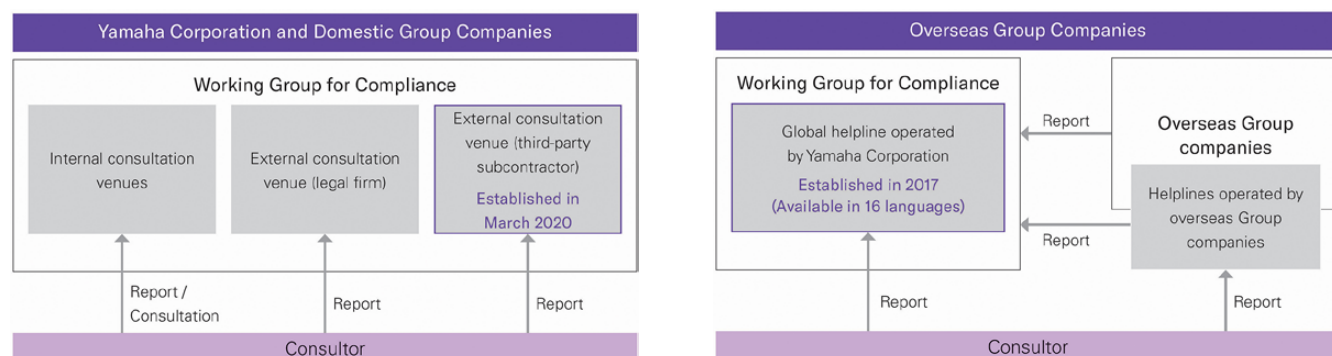 Yamaha Corporation and Domestic Group Companies
Working Group for Compliance
Internal consultation
venues
External consultation
venue (legal firm)
External consultation
venue (third-party
subcontractor)
Established in
March 2020
Report /
Consultation
Report
Report
Consultor
Overseas Group Companies
Working Group for Compliance
Global helpline operated
by Yamaha Corporation
Established in 2017
(Available in 16 languages)
Report
Report
Overseas Group
companies
Helplines operated by
overseas Group
companies
Report
Report
Consultor